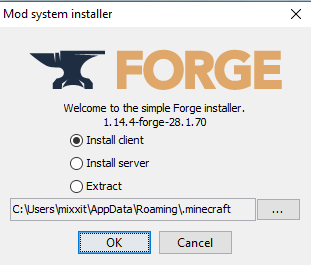 Mod system installer
FORGE
Welcome to the simple Forge installer.
1.14.4-forge-28.1.70
Install client
Install server
Extract
C:\Users\mixxit\AppData\Roaming\.minecraft
...
OK
Cancel